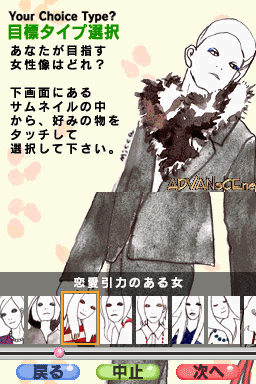 Your Choice Type?
目標タイプ選択
あなたが目指す
女性像はどれ?
下画面にある
サムネイルの中
から、好みの物を
タッチして
選択して下さい。
ADVANsCEne
恋愛引力のある女
戻る
中止
次へ